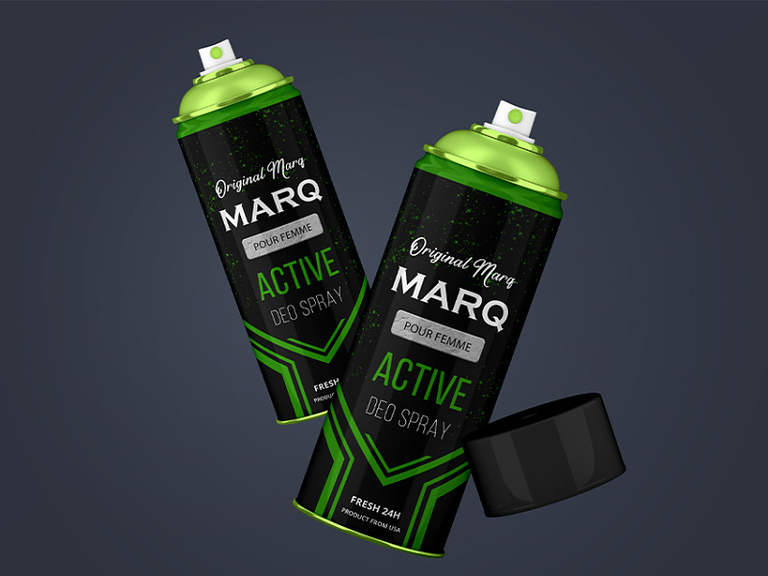 Original Marq
MARQ
POUR FEMME
ACTIVE
DEO SPRAY
FRESH
Original Marq
MARQ
POUR FEMME
ACTIVE
DEO SPRAY
FRESH 24H
PRODUCT FROM USA